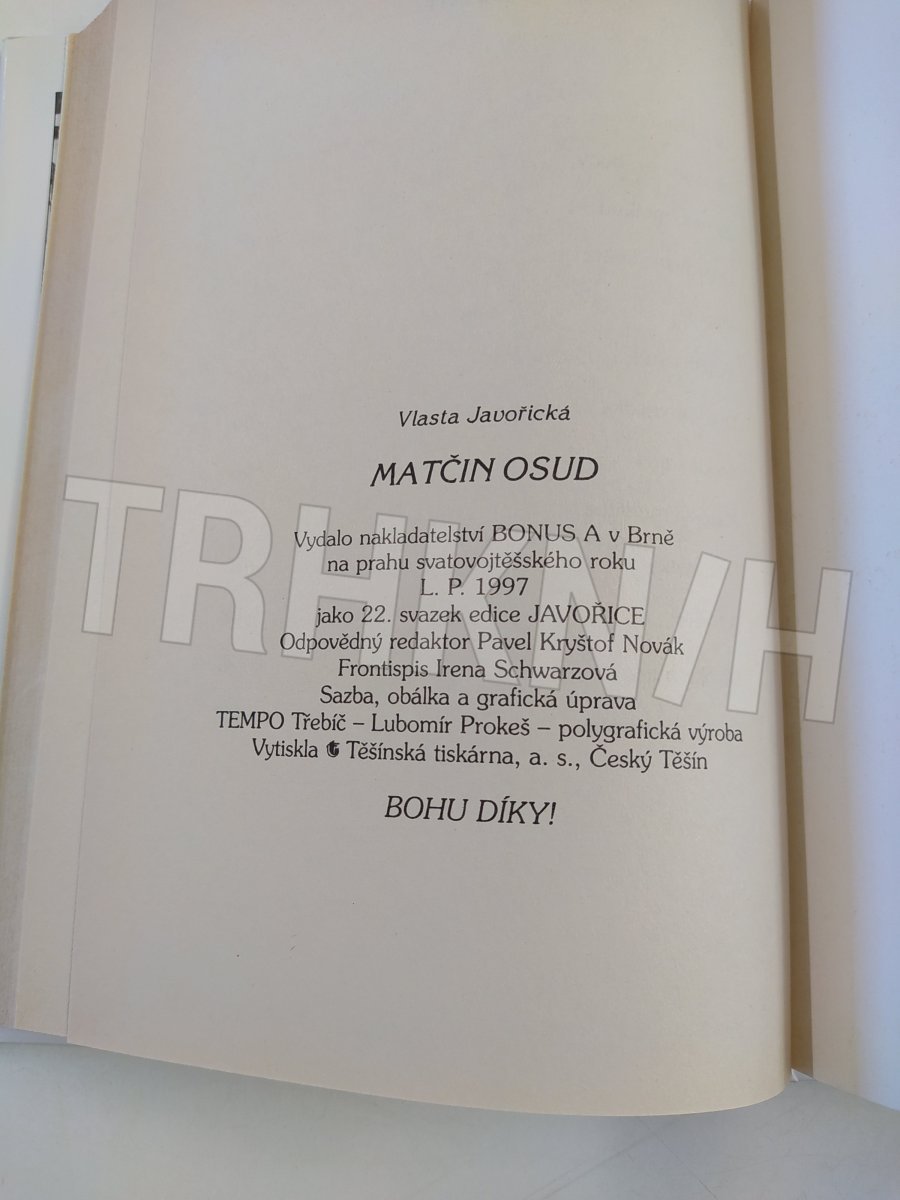 Vlasta Javořická
MATČIN OSUD
Vydalo nakladatelství BONUS A v Brně
na prahu svatovojtěšského roku
L. P. 1997
jako 22. svazek edice JAVOŘICE
Odpovědný redaktor Pavel Kryštof Novák
Frontispis Irena Schwarzová
Sazba, obálka a grafická úprava
TEMPO Třebíč – Lubomír Prokeš – polygrafická výroba
Vytiskla Těšínská tiskárna, a. s., Český Těšín
BOHU DÍKY!
TRHKNIH